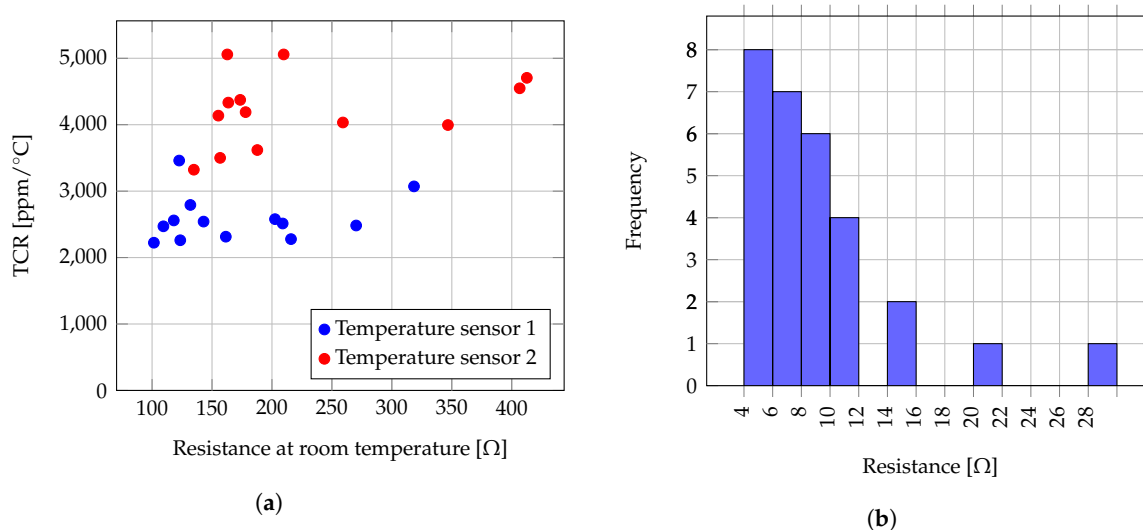 5,000
4,000
3,000
2,000
1,000
0
TCR [ppm/°C]
Temperature sensor 1
Temperature sensor 2
100 150 200 250 300 350 400
Resistance at room temperature [Ω]
(a)
8
7
6
5
4
3
2
1
0
Frequency
4 6 8 10 12 14 16 18 20 22 24 26 28
Resistance [Ω]
(b)